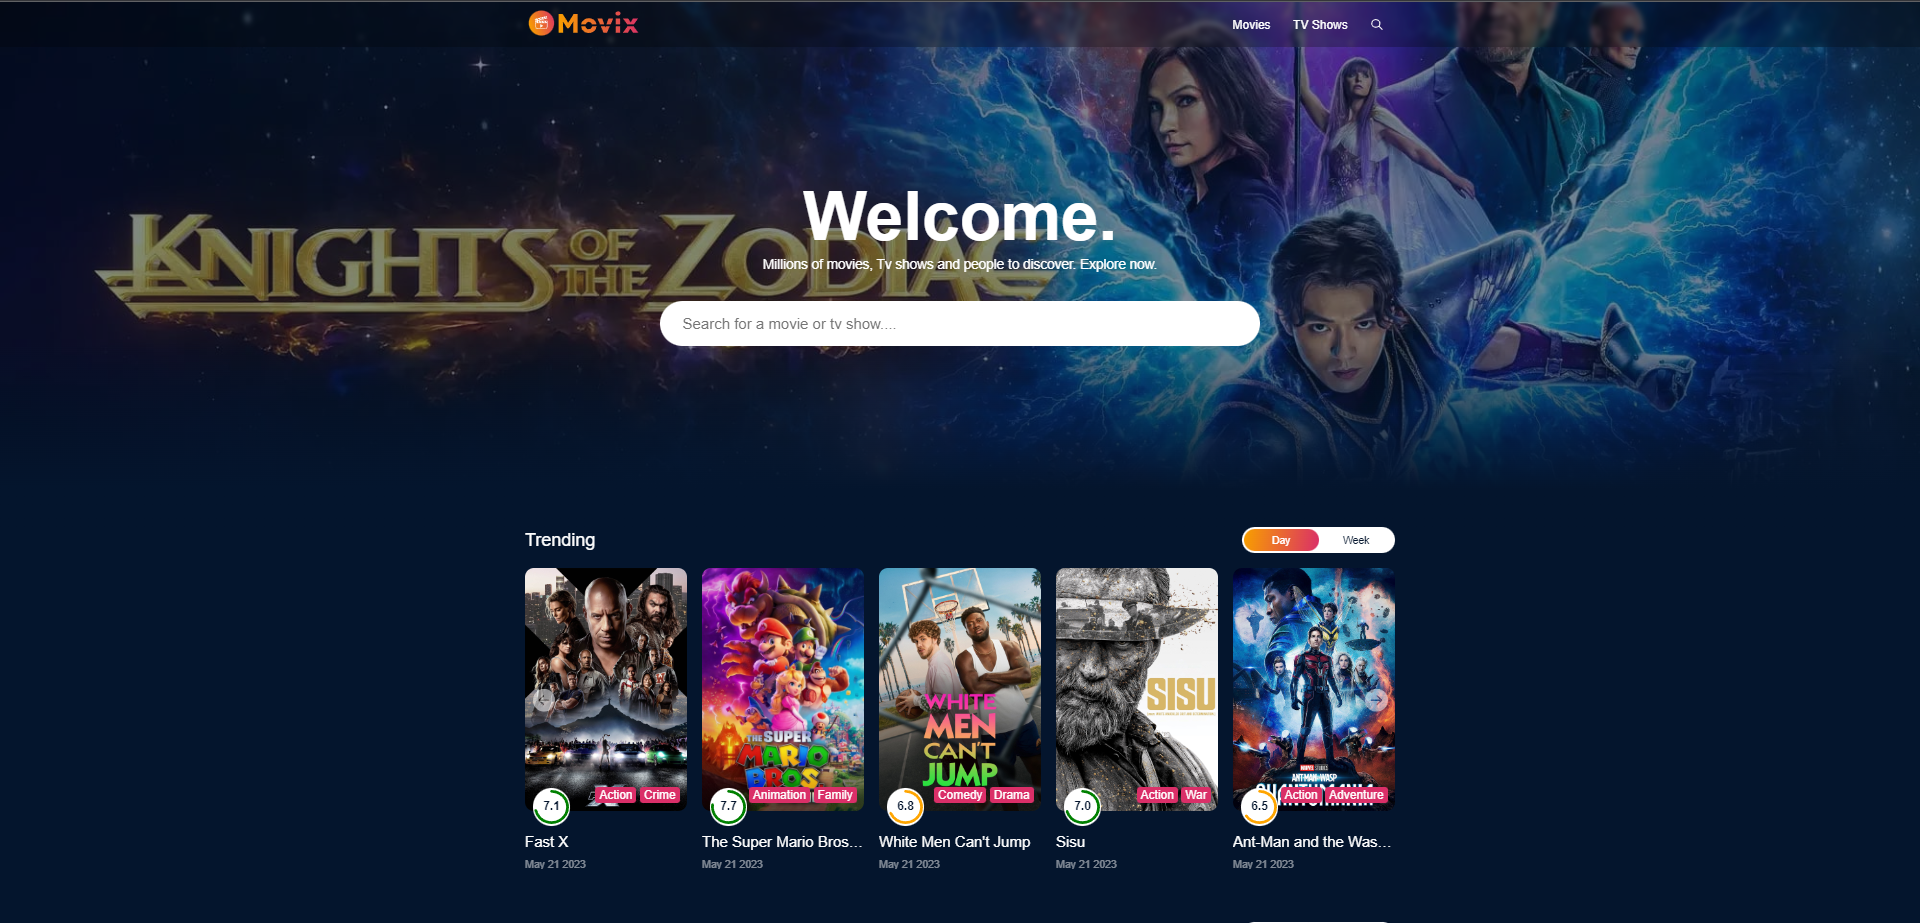 Movix
Movies
TV Shows
KNIGHTS OF THE ZODIA
Welcome.
Millions of movies, Tv shows and people to discover. Explore now.
Search for a movie or tv show....
Trending
Day
Week
7.1
Action
Crime
Fast X
May 21 2023
THE SUPER
MARIO
BROS
7.7
Animation
Family
The Super Mario Bros...
May 21 2023
WHITE
MEN
CAN'T
JUMP
6.8
Comedy
Drama
White Men Can't Jump
May 21 2023
SISU
7.0
Action
War
Sisu
May 21 2023
MARVEL STUDIOS
ANT-MAN AND THE WASP
QUANTUMANIA
6.5
Action
Adventure
Ant-Man and the Was...
May 21 2023